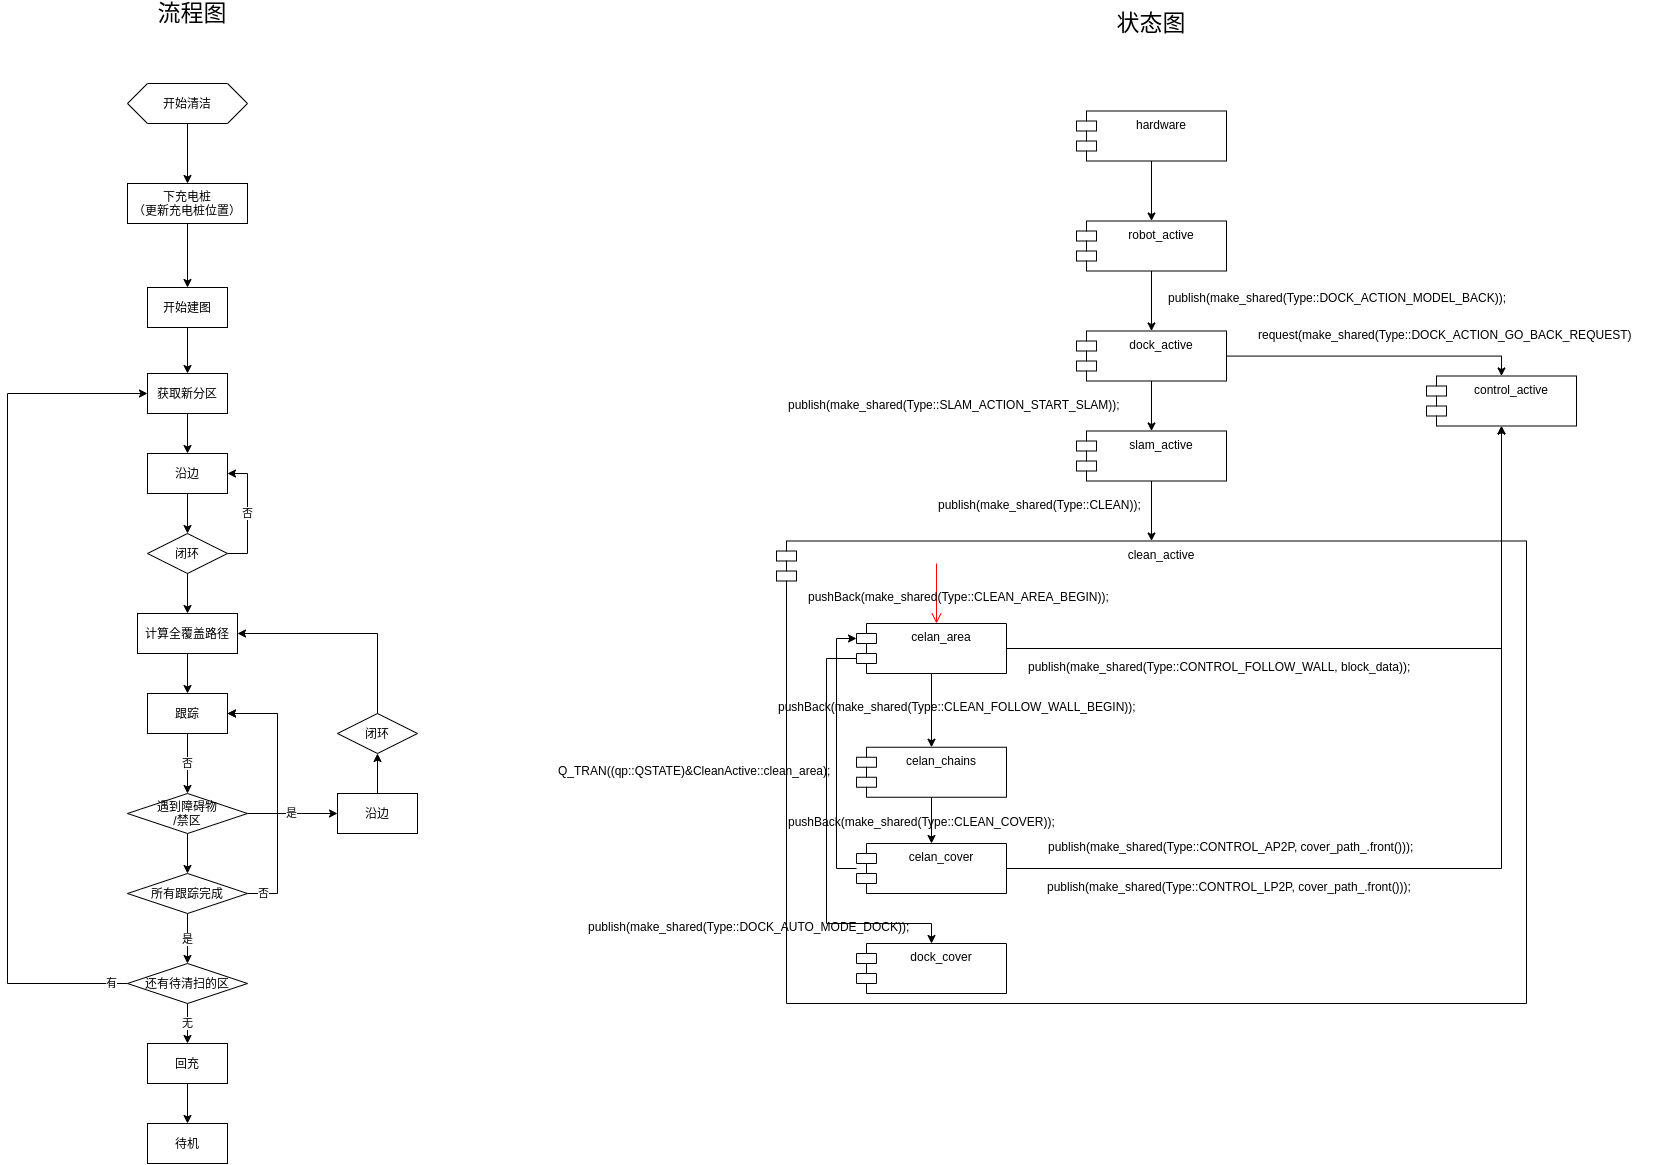 流程图
开始清洁
下充电桩
（更新充电桩位置）
开始建图
获取新分区
沿边
否
闭环
计算全覆盖路径
跟踪
闭环
否
遇到障碍物
/禁区
是
沿边
所有跟踪完成
否
是
有
还有待清扫的区
无
回充
待机
状态图
hardware
robot_active
publish(make_shared(Type::DOCK_ACTION_MODEL_BACK));
dock_active
request(make_shared(Type::DOCK_ACTION_GO_BACK_REQUEST)
control_active
publish(make_shared(Type::SLAM_ACTION_START_SLAM));
slam_active
publish(make_shared(Type::CLEAN));
clean_active
pushBack(make_shared(Type::CLEAN_AREA_BEGIN));
celan_area
publish(make_shared(Type::CONTROL_FOLLOW_WALL, block_data));
pushBack(make_shared(Type::CLEAN_FOLLOW_WALL_BEGIN));
celan_chains
Q_TRAN((qp::QSTATE)&CleanActive::clean_area);
pushBack(make_shared(Type::CLEAN_COVER));
celan_cover
publish(make_shared(Type::CONTROL_AP2P, cover_path_.front()));
publish(make_shared(Type::CONTROL_LP2P, cover_path_.front()));
publish(make_shared(Type::DOCK_AUTO_MODE_DOCK));
dock_cover